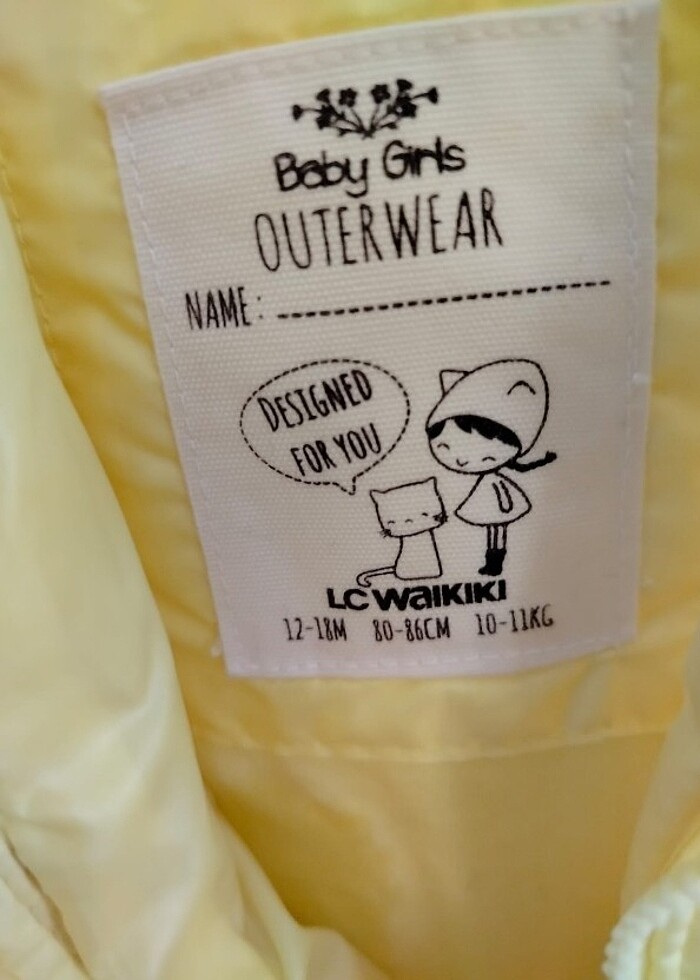 Baby Girls
OUTERWEAR
NAME:
DESIGNED
FOR YOU
LC WAIKIKI
12-18M 80-86CM 10-11KG